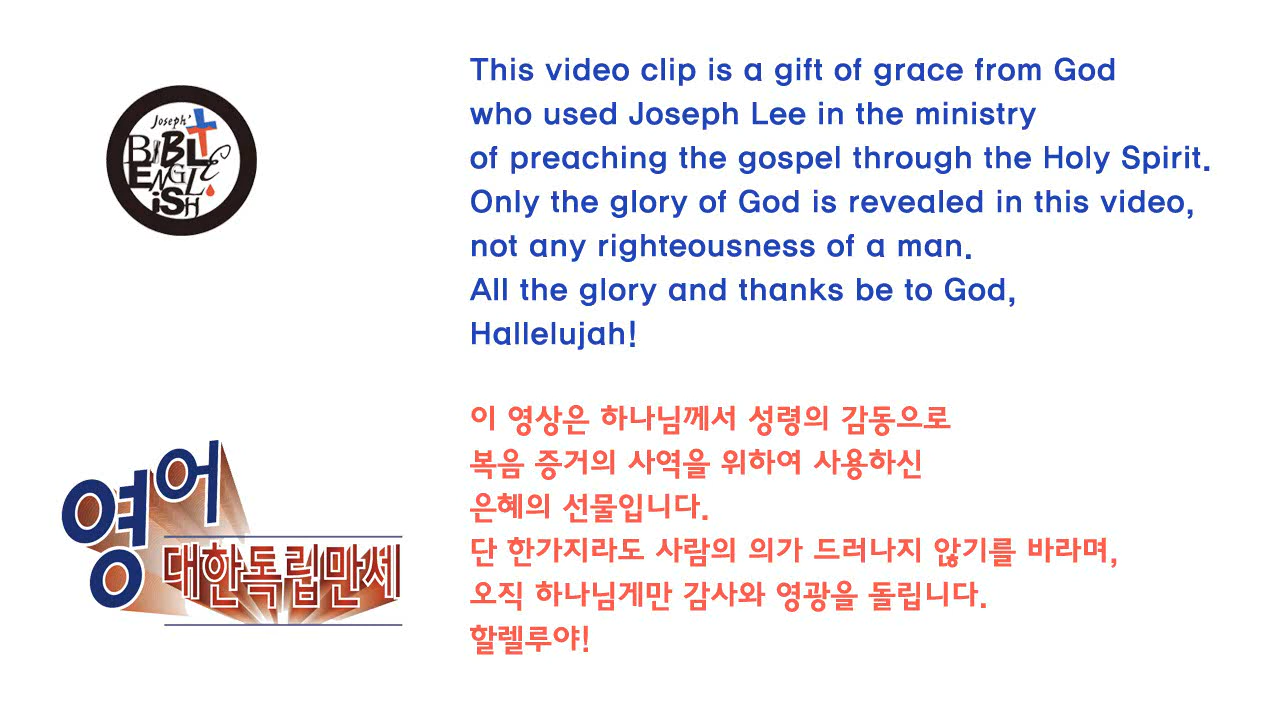 Joseph'
BIBLE
ENGL
iSH
This video clip is a gift of grace from God
who used Joseph Lee in the ministry
of preaching the gospel through the Holy Spirit.
Only the glory of God is revealed in this video,
not any righteousness of a man.
All the glory and thanks be to God,
Hallelujah!
영어
대한독립만세
이 영상은 하나님께서 성령의 감동으로
복음 증거의 사역을 위하여 사용하신
은혜의 선물입니다.
단 한가지라도 사람의 의가 드러나지 않기를 바라며,
오직 하나님게만 감사와 영광을 돌립니다.
할렐루야!